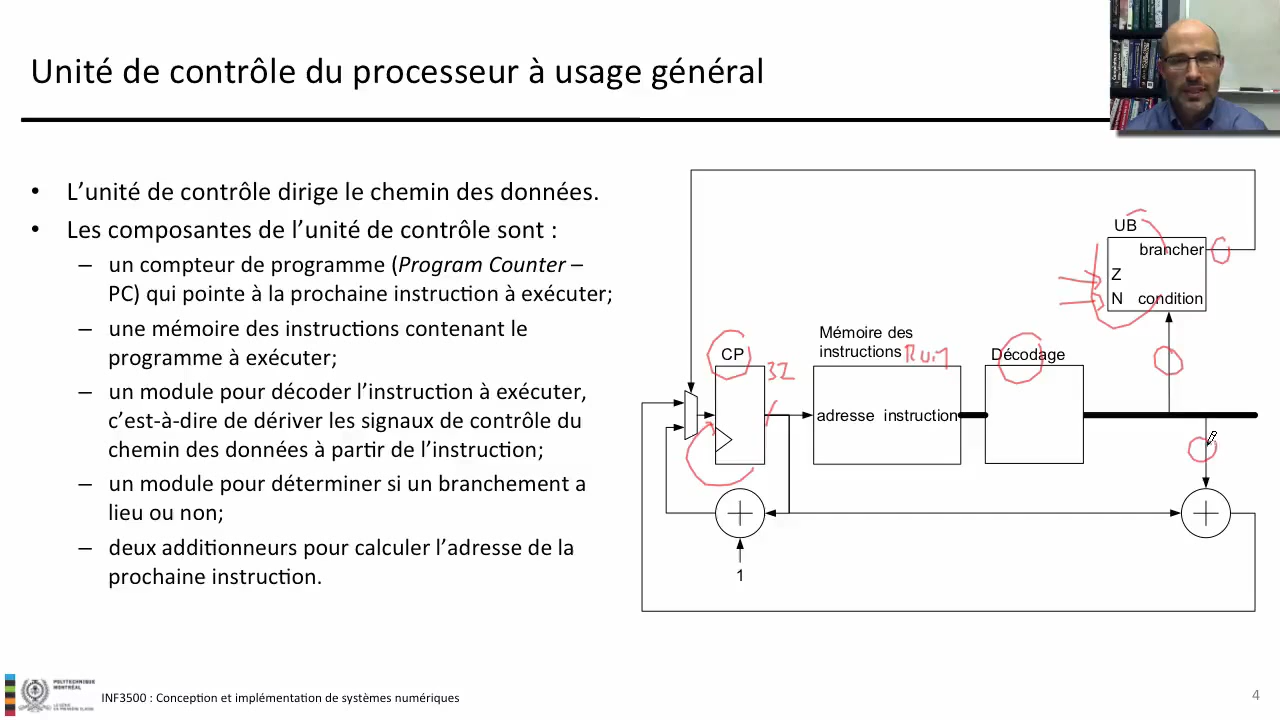 Unité de contrôle du processeur à usage général
• L’unité de contrôle dirige le chemin des données.
• Les composantes de l’unité de contrôle sont :
– un compteur de programme (Program Counter –
PC) qui pointe à la prochaine instruction à exécuter;
– une mémoire des instructions contenant le
programme à exécuter;
– un module pour décoder l’instruction à exécuter,
c’est-à-dire de dériver les signaux de contrôle du
chemin des données à partir de l’instruction;
– un module pour déterminer si un branchement a
lieu ou non;
– deux additionneurs pour calculer l’adresse de la
prochaine instruction.
UB
brancher
Z
N condition
CP
32
Mémoire des
instructions
Décodage
adresse instruction
+
1
+
POLYTECHNIQUE
MONTRÉAL
INF3500 : Conception et implémentation de systèmes numériques
4